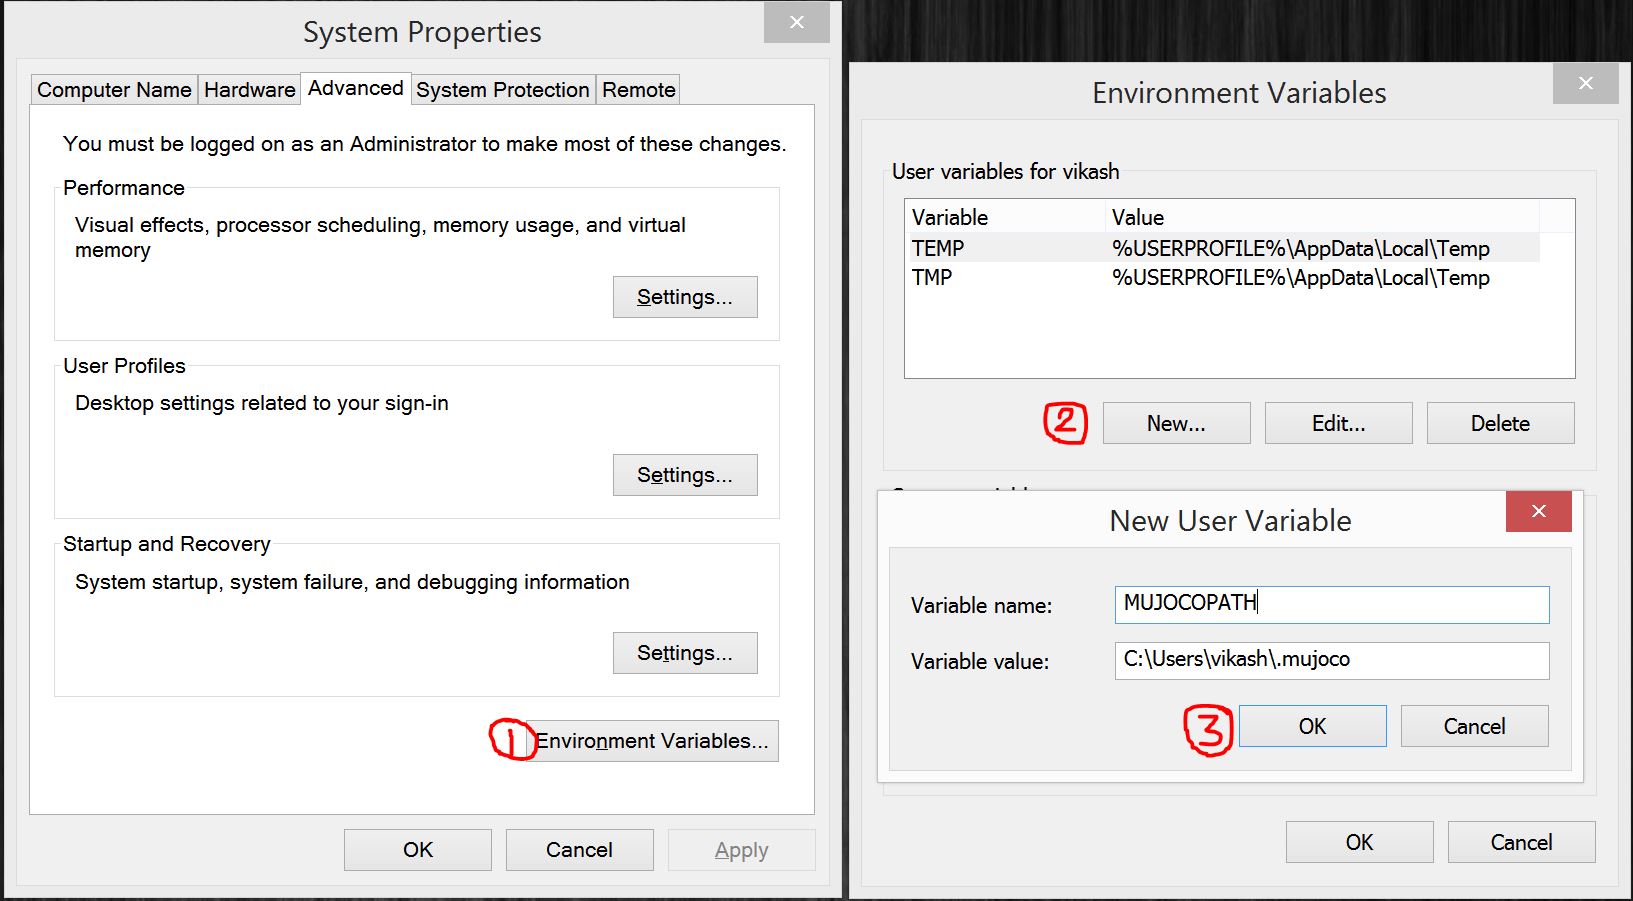 System Properties
Computer Name Hardware Advanced System Protection Remote
You must be logged on as an Administrator to make most of these changes.
Performance
Visual effects, processor scheduling, memory usage, and virtual
memory
Settings...
User Profiles
Desktop settings related to your sign-in
Settings...
Startup and Recovery
System startup, system failure, and debugging information
Settings...
1 Environment Variables...
OK Cancel Apply
Environment Variables
User variables for vikash
Variable Value
TEMP %USERPROFILE%\AppData\Local\Temp
TMP %USERPROFILE%\AppData\Local\Temp
2 New... Edit... Delete
New User Variable
Variable name: MUJOCOPATH
Variable value: C:\Users\vikash\.mujoco
3 OK Cancel
OK Cancel